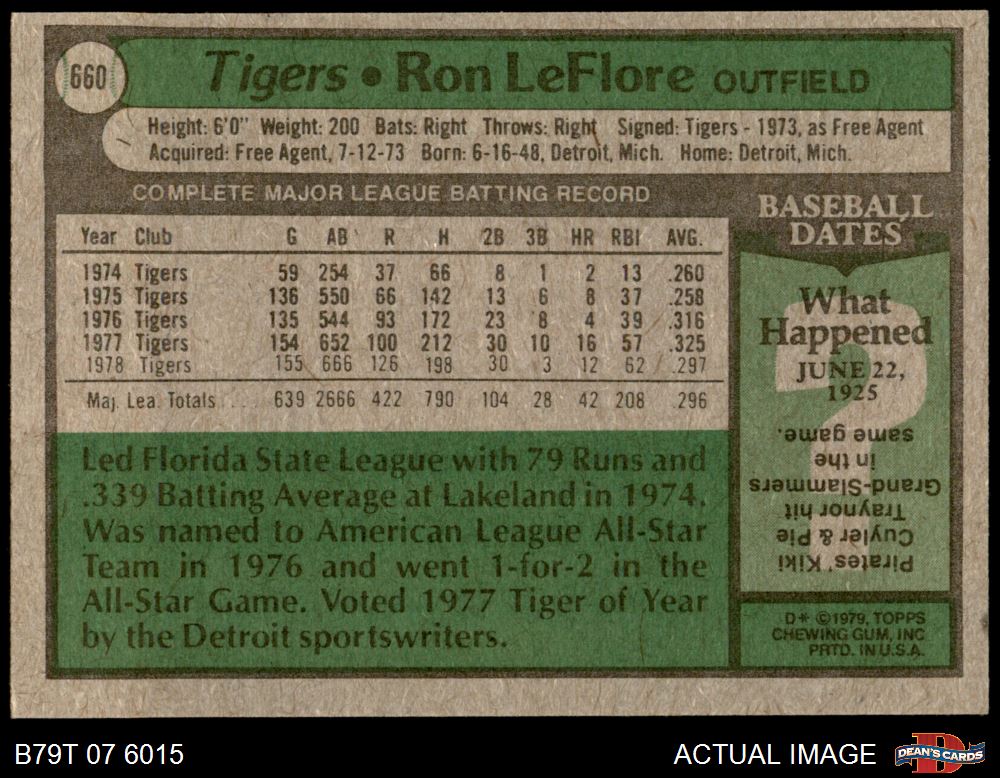 660
Tigers • Ron LeFlore OUTFIELD
Height: 6'0" Weight: 200 Bats: Right Throws: Right Signed: Tigers - 1973, as Free Agent
Acquired: Free Agent, 7-12-73 Born: 6-16-48, Detroit, Mich. Home: Detroit, Mich.
COMPLETE MAJOR LEAGUE BATTING RECORD
Year Club G AB R H 2B 3B HR RBI AVG.
1974 Tigers 59 254 37 66 8 1 2 13 .260
1975 Tigers 136 550 66 142 13 6 8 37 .258
1976 Tigers 135 544 93 172 23 8 4 39 .316
1977 Tigers 154 652 100 212 30 10 16 57 .325
1978 Tigers 155 666 126 198 30 3 12 62 .297
Maj. Lea. Totals .... 639 2666 422 790 104 28 42 208 .296
Led Florida State League with 79 Runs and
.339 Batting Average at Lakeland in 1974.
Was named to American League All-Star
Team in 1976 and went 1-for-2 in the
All-Star Game. Voted 1977 Tiger of Year
by the Detroit sportswriters.
BASEBALL
DATES
What
Happened
JUNE 22,
1925
?
Pirates' Kiki
Cuyler & Pie
Traynor hit
Grand-Slammers
in the
same game.
D* ©1979, TOPPS
CHEWING GUM, INC
PRTD. IN U.S.A.
B79T 07 6015
ACTUAL IMAGE
DEAN'S CARDS